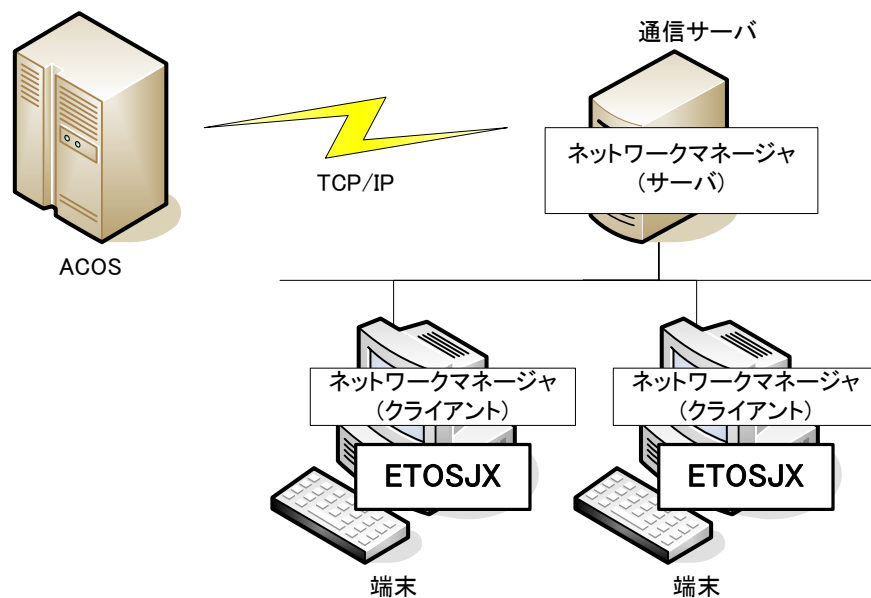 通信サーバ
ネットワークマネージャ
(サーバ)
TCP/IP
ACOS
ネットワークマネージャ
(クライアント)
ETOSJX
端末
ネットワークマネージャ
(クライアント)
ETOSJX
端末